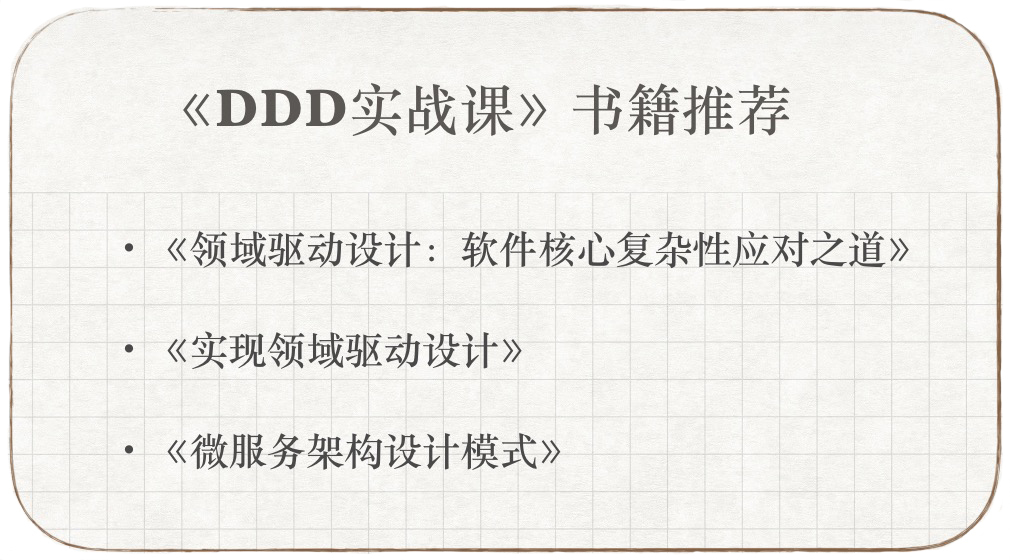 《DDD实战课》书籍推荐
• 《领域驱动设计：软件核心复杂性应对之道》
• 《实现领域驱动设计》
• 《微服务架构设计模式》